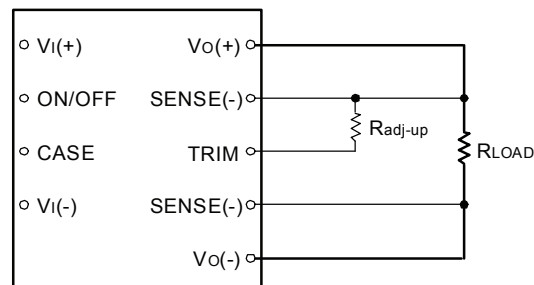 VI(+) VO(+)
ON/OFF SENSE(-)
Radj-up
CASE TRIM RLOAD
VI(-) SENSE(-)
VO(-)